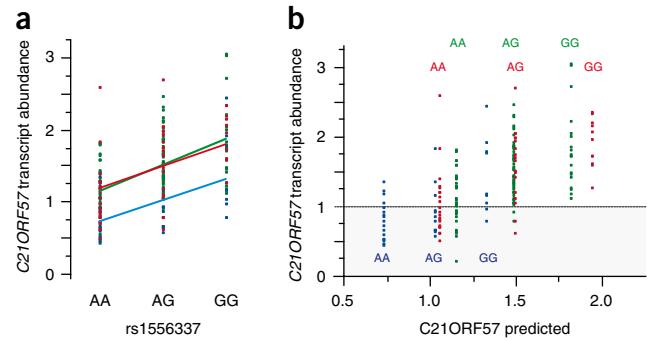 a
C21ORF57 transcript abundance
3
2
1
0
AA AG GG
rs1556337
b
C21ORF57 transcript abundance
3
2
1
0
AA AG GG
AA AG GG
AA AG GG
0.5 1.0 1.5 2.0
C21ORF57 predicted